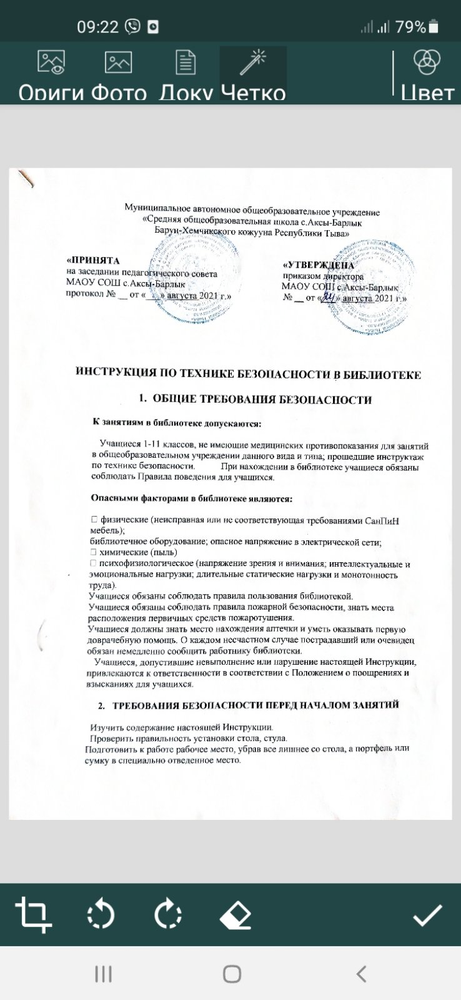 09:22
79%
Ориги Фото Доку Четко Цвет
Муниципальное автономное общеобразовательное учреждение
«Средняя общеобразовательная школа с.Аксы-Барлык
Барун-Хемчикского кожууна Республики Тыва»
«ПРИНЯТА
на заседании педагогического совета
МАОУ СОШ с.Аксы-Барлык
протокол № __ от «___» августа 2021 г.»
«УТВЕРЖДЕНА
приказом директора
МАОУ СОШ с.Аксы-Барлык
№ __ от « » августа 2021 г.»
ИНСТРУКЦИЯ ПО ТЕХНИКЕ БЕЗОПАСНОСТИ В БИБЛИОТЕКЕ
1. ОБЩИЕ ТРЕБОВАНИЯ БЕЗОПАСНОСТИ
К занятиям в библиотеке допускаются:
Учащиеся 1-11 классов, не имеющие медицинских противопоказания для занятий
в общеобразовательном учреждении данного вида и типа; прошедшие инструктаж
по технике безопасности. При нахождении в библиотеке учащиеся обязаны
соблюдать Правила поведения для учащихся.
Опасными факторами в библиотеке являются:
□ физические (неисправная или не соответствующая требованиями СанПиН
мебель);
библиотечное оборудование; опасное напряжение в электрической сети;
□ химические (пыль)
□ психофизиологическое (напряжение зрения и внимания; интеллектуальные и
эмоциональные нагрузки; длительные статические нагрузки и монотонность
труда).
Учащиеся обязаны соблюдать правила пользования библиотекой.
Учащиеся обязаны соблюдать правила пожарной безопасности, знать места
расположения первичных средств пожаротушения.
Учащиеся должны знать место нахождения аптечки и уметь оказывать первую
доврачебную помощь. О каждом несчастном случае пострадавший или очевидец
обязан немедленно сообщить работнику библиотеки.
Учащиеся, допустившие невыполнение или нарушение настоящей Инструкции,
привлекаются к ответственности в соответствии с Положением о поощрениях и
взысканиях для учащихся.
2. ТРЕБОВАНИЯ БЕЗОПАСНОСТИ ПЕРЕД НАЧАЛОМ ЗАНЯТИЙ
Изучить содержание настоящей Инструкции.
Проверить правильность установки стола, стула.
Подготовить к работе рабочее место, убрав все лишнее со стола, а портфель или
сумку в специально отведенное место.